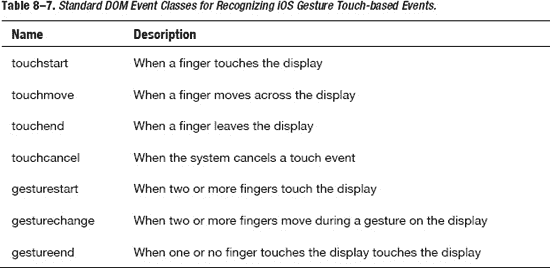 Table 8–7. Standard DOM Event Classes for Recognizing iOS Gesture Touch-based Events.
Name Description
touchstart When a finger touches the display
touchmove When a finger moves across the display
touchend When a finger leaves the display
touchcancel When the system cancels a touch event
gesturestart When two or more fingers touch the display
gesturechange When two or more fingers move during a gesture on the display
gestureend When one or no finger touches the display touches the display